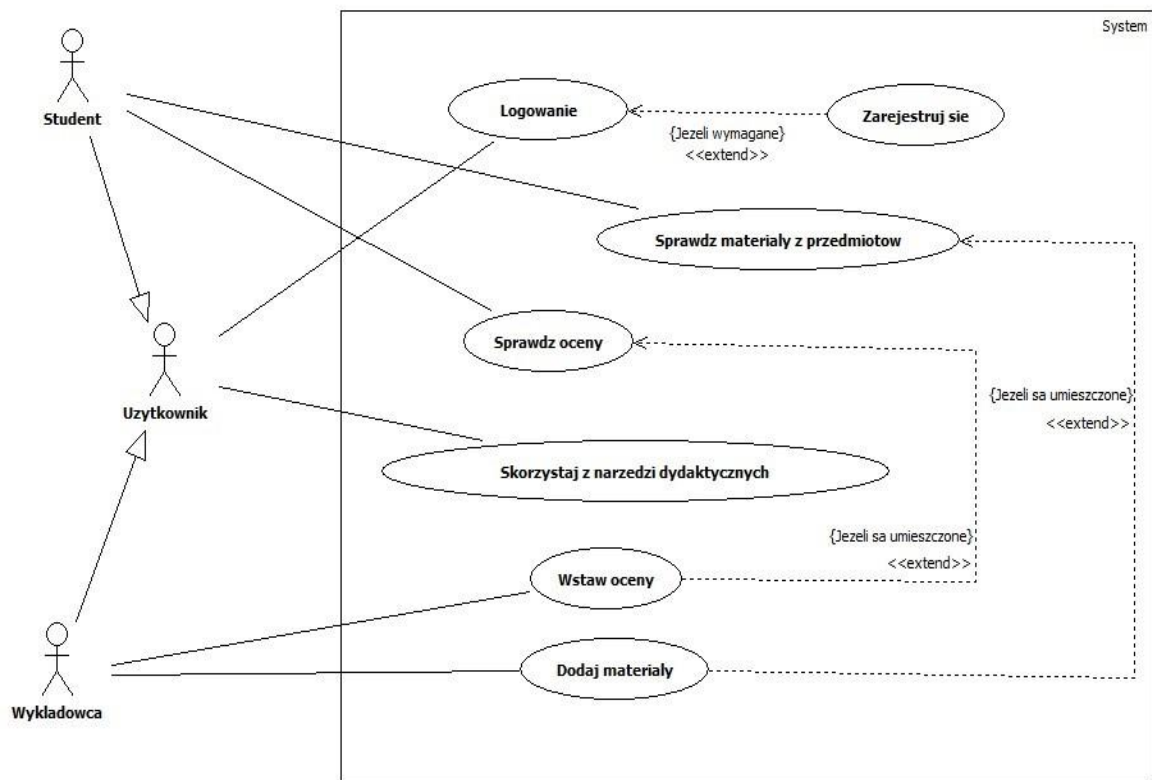 System
Student
Logowanie
Zarejestruj sie
{Jezeli wymagane}
<<extend>>
Sprawdz materialy z przedmiotow
Sprawdz oceny
Uzytkownik
{Jezeli sa umieszczone}
<<extend>>
Skorzystaj z narzedzi dydaktycznych
{Jezeli sa umieszczone}
<<extend>>
Wstaw oceny
Dodaj materialy
Wykladowca